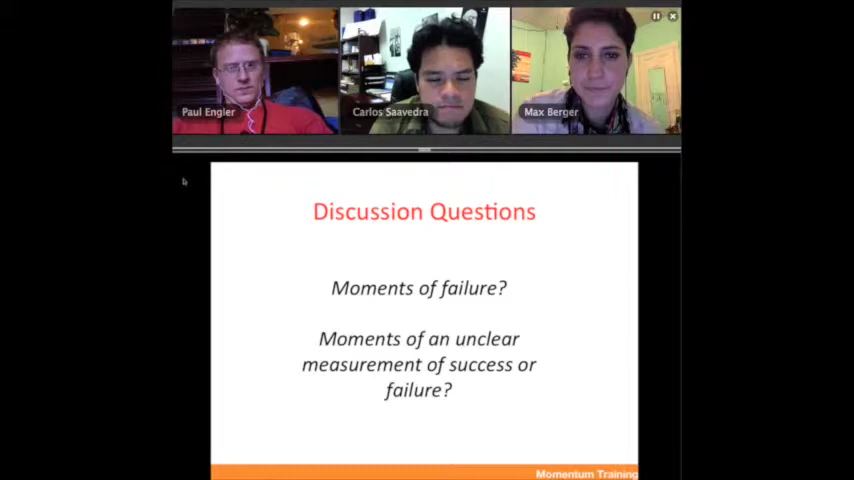 Paul Engler
Carlos Saavedra
Max Berger
Discussion Questions
Moments of failure?
Moments of an unclear
measurement of success or
failure?
Momentum Training